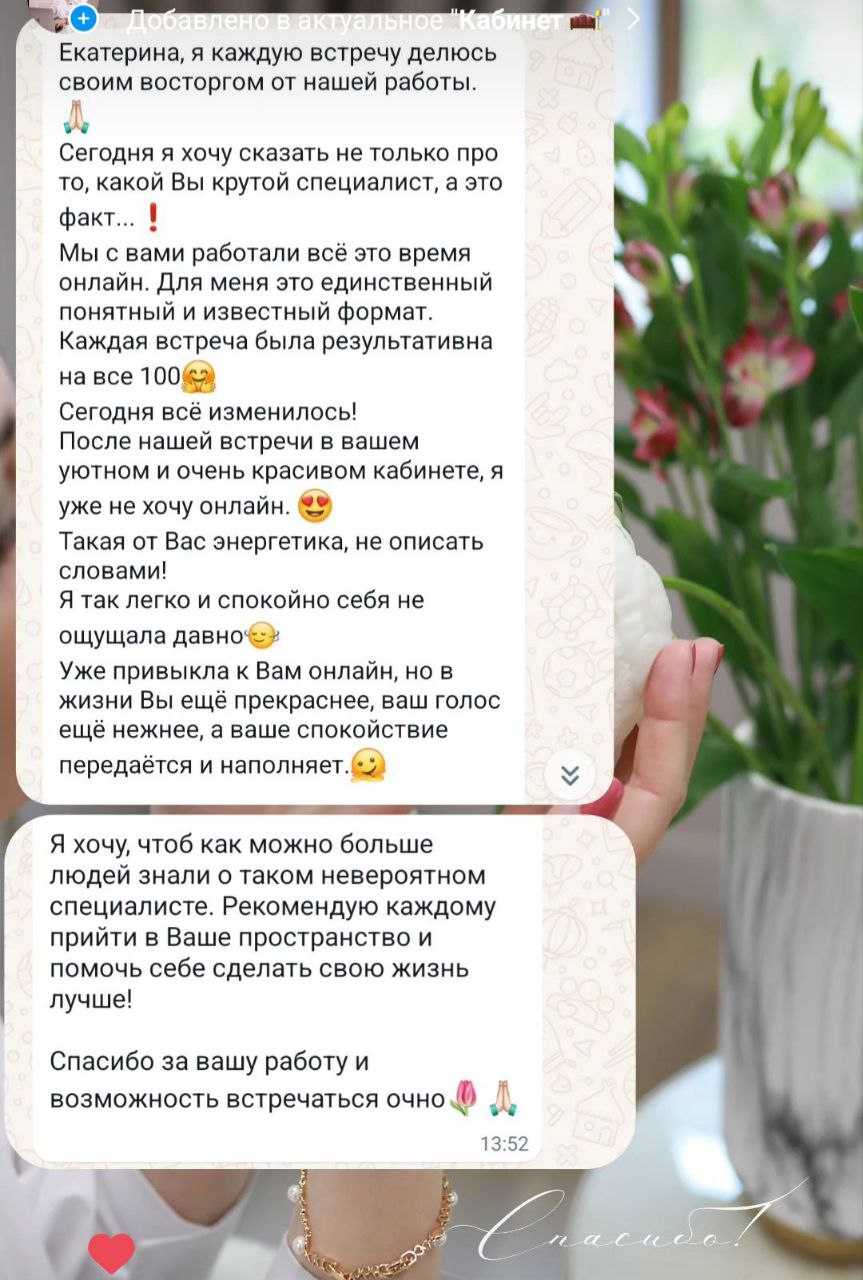 Добавлено в актуальное "Кабинет 🛋️"
Екатерина, я каждую встречу делюсь
своим восторгом от нашей работы.
🙏🏻
Сегодня я хочу сказать не только про
то, какой Вы крутой специалист, а это
факт... ❗
Мы с вами работали всё это время
онлайн. Для меня это единственный
понятный и известный формат.
Каждая встреча была результативна
на все 100🤗
Сегодня всё изменилось!
После нашей встречи в вашем
уютном и очень красивом кабинете, я
уже не хочу онлайн. 😍
Такая от Вас энергетика, не описать
словами!
Я так легко и спокойно себя не
ощущала давно😮‍💨
Уже привыкла к Вам онлайн, но в
жизни Вы ещё прекраснее, ваш голос
ещё нежнее, а ваше спокойствие
передаётся и наполняет.🤗
Я хочу, чтоб как можно больше
людей знали о таком невероятном
специалисте. Рекомендую каждому
прийти в Ваше пространство и
помочь себе сделать свою жизнь
лучше!
Спасибо за вашу работу и
возможность встречаться очно🌷 🙏🏻
13:52
Спасибо!